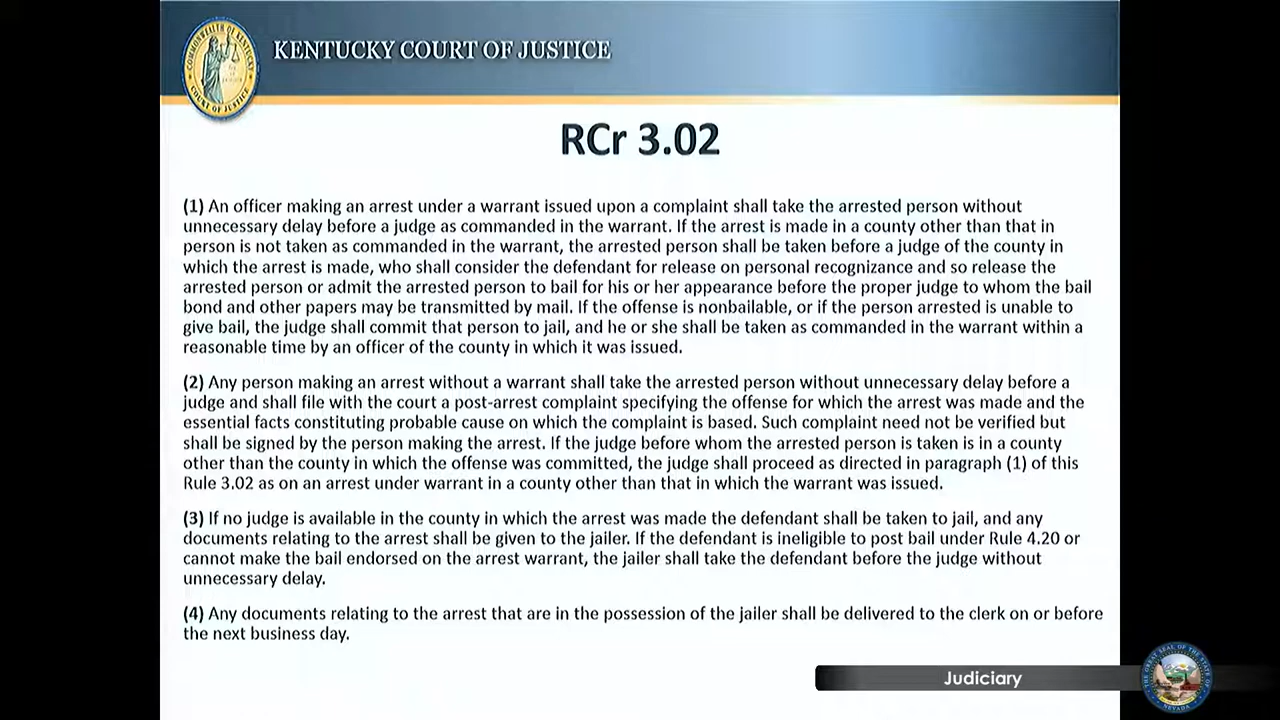 KENTUCKY COURT OF JUSTICE
RCr 3.02
(1) An officer making an arrest under a warrant issued upon a complaint shall take the arrested person without
unnecessary delay before a judge as commanded in the warrant. If the arrest is made in a county other than that in
person is not taken as commanded in the warrant, the arrested person shall be taken before a judge of the county in
which the arrest is made, who shall consider the defendant for release on personal recognizance and so release the
arrested person or admit the arrested person to bail for his or her appearance before the proper judge to whom the bail
bond and other papers may be transmitted by mail. If the offense is nonbailable, or if the person arrested is unable to
give bail, the judge shall commit that person to jail, and he or she shall be taken as commanded in the warrant within a
reasonable time by an officer of the county in which it was issued.
(2) Any person making an arrest without a warrant shall take the arrested person without unnecessary delay before a
judge and shall file with the court a post-arrest complaint specifying the offense for which the arrest was made and the
essential facts constituting probable cause on which the complaint is based. Such complaint need not be verified but
shall be signed by the person making the arrest. If the judge before whom the arrested person is taken is in a county
other than the county in which the offense was committed, the judge shall proceed as directed in paragraph (1) of this
Rule 3.02 as on an arrest under warrant in a county other than that in which the warrant was issued.
(3) If no judge is available in the county in which the arrest was made the defendant shall be taken to jail, and any
documents relating to the arrest shall be given to the jailer. If the defendant is ineligible to post bail under Rule 4.20 or
cannot make the bail endorsed on the arrest warrant, the jailer shall take the defendant before the judge without
unnecessary delay.
(4) Any documents relating to the arrest that are in the possession of the jailer shall be delivered to the clerk on or before
the next business day.
Judiciary
COMMONWEALTH OF KENTUCKY
COURT OF JUSTICE
THE GREAT SEAL OF THE STATE OF
NEVADA